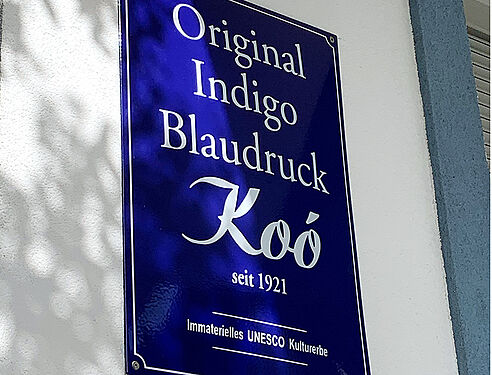 Original
Indigo
Blaudruck
Koó
seit 1921
Immaterielles UNESCO Kulturerbe